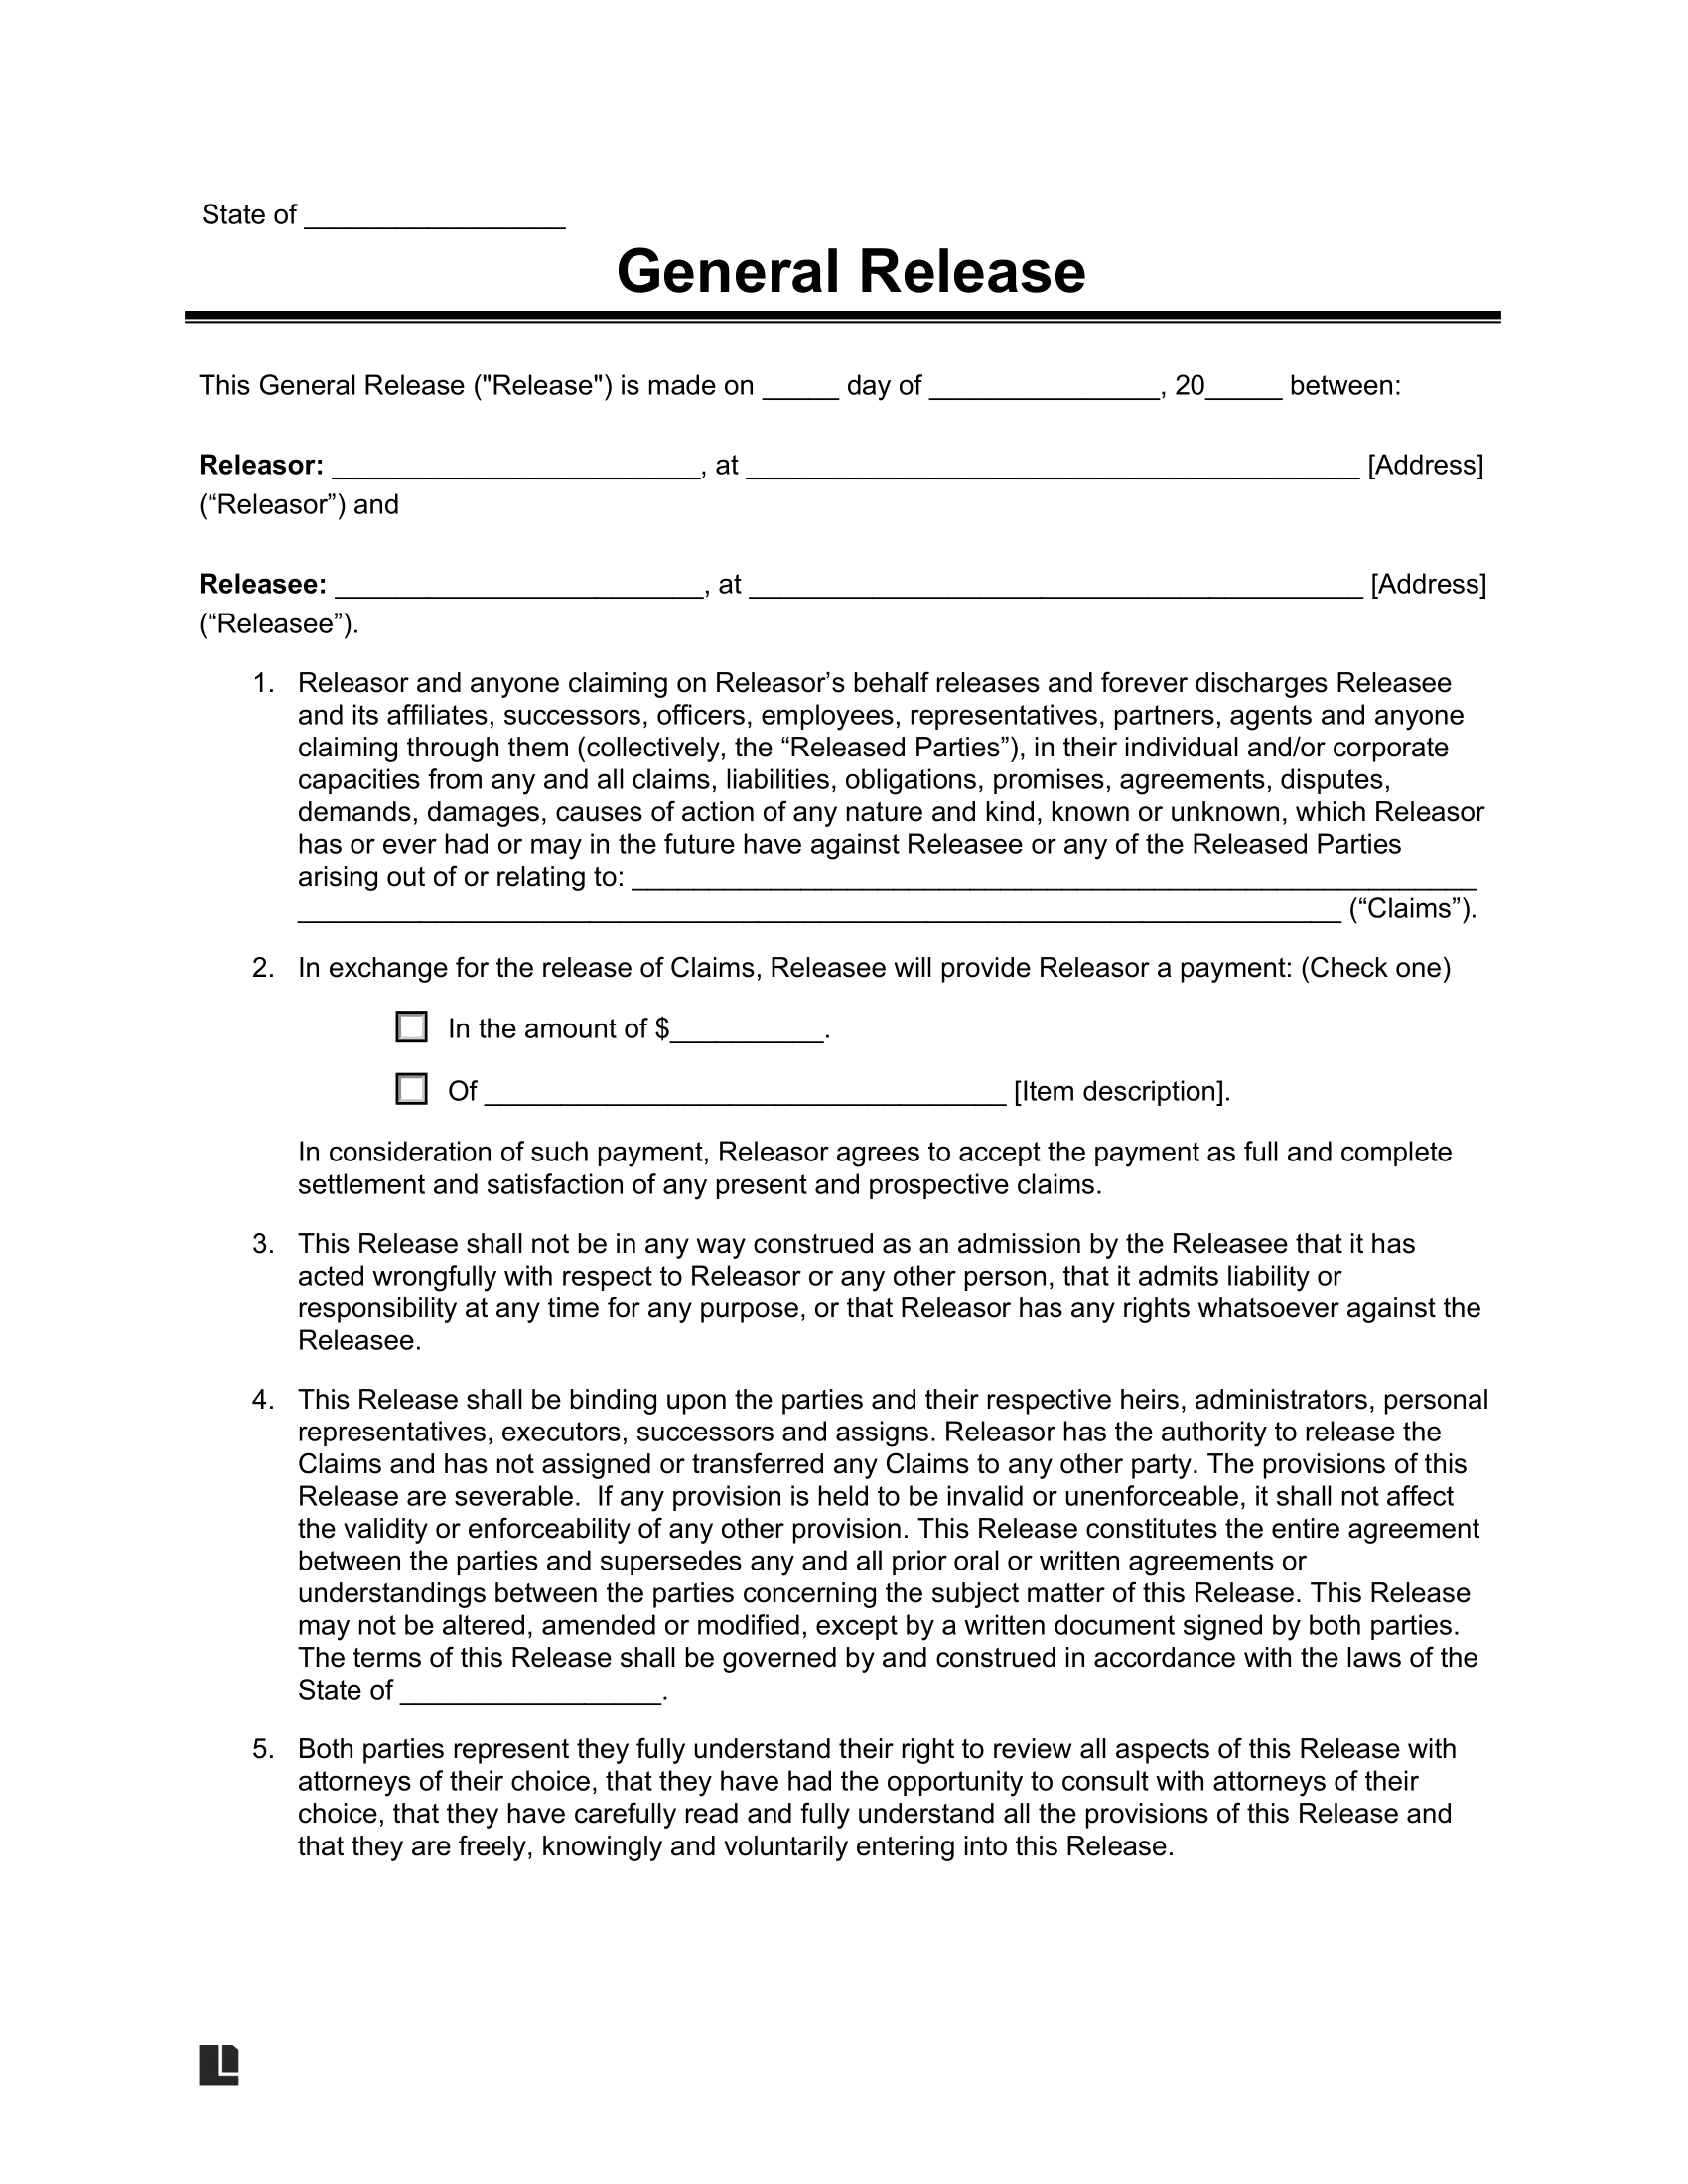 State of _________________
General Release
This General Release ("Release") is made on _____ day of _______________, 20_____ between:
Releasor: ________________________, at ________________________________________ [Address]
(“Releasor”) and
Releasee: ________________________, at ________________________________________ [Address]
(“Releasee”).
1. Releasor and anyone claiming on Releasor’s behalf releases and forever discharges Releasee
and its affiliates, successors, officers, employees, representatives, partners, agents and anyone
claiming through them (collectively, the “Released Parties”), in their individual and/or corporate
capacities from any and all claims, liabilities, obligations, promises, agreements, disputes,
demands, damages, causes of action of any nature and kind, known or unknown, which Releasor
has or ever had or may in the future have against Releasee or any of the Released Parties
arising out of or relating to: _______________________________________________________
____________________________________________________________________ (“Claims”).
2. In exchange for the release of Claims, Releasee will provide Releasor a payment: (Check one)
☐ In the amount of $__________.
☐ Of __________________________________ [Item description].
In consideration of such payment, Releasor agrees to accept the payment as full and complete
settlement and satisfaction of any present and prospective claims.
3. This Release shall not be in any way construed as an admission by the Releasee that it has
acted wrongfully with respect to Releasor or any other person, that it admits liability or
responsibility at any time for any purpose, or that Releasor has any rights whatsoever against the
Releasee.
4. This Release shall be binding upon the parties and their respective heirs, administrators, personal
representatives, executors, successors and assigns. Releasor has the authority to release the
Claims and has not assigned or transferred any Claims to any other party. The provisions of this
Release are severable.  If any provision is held to be invalid or unenforceable, it shall not affect
the validity or enforceability of any other provision. This Release constitutes the entire agreement
between the parties and supersedes any and all prior oral or written agreements or
understandings between the parties concerning the subject matter of this Release. This Release
may not be altered, amended or modified, except by a written document signed by both parties.
The terms of this Release shall be governed by and construed in accordance with the laws of the
State of _________________.
5. Both parties represent they fully understand their right to review all aspects of this Release with
attorneys of their choice, that they have had the opportunity to consult with attorneys of their
choice, that they have carefully read and fully understand all the provisions of this Release and
that they are freely, knowingly and voluntarily entering into this Release.